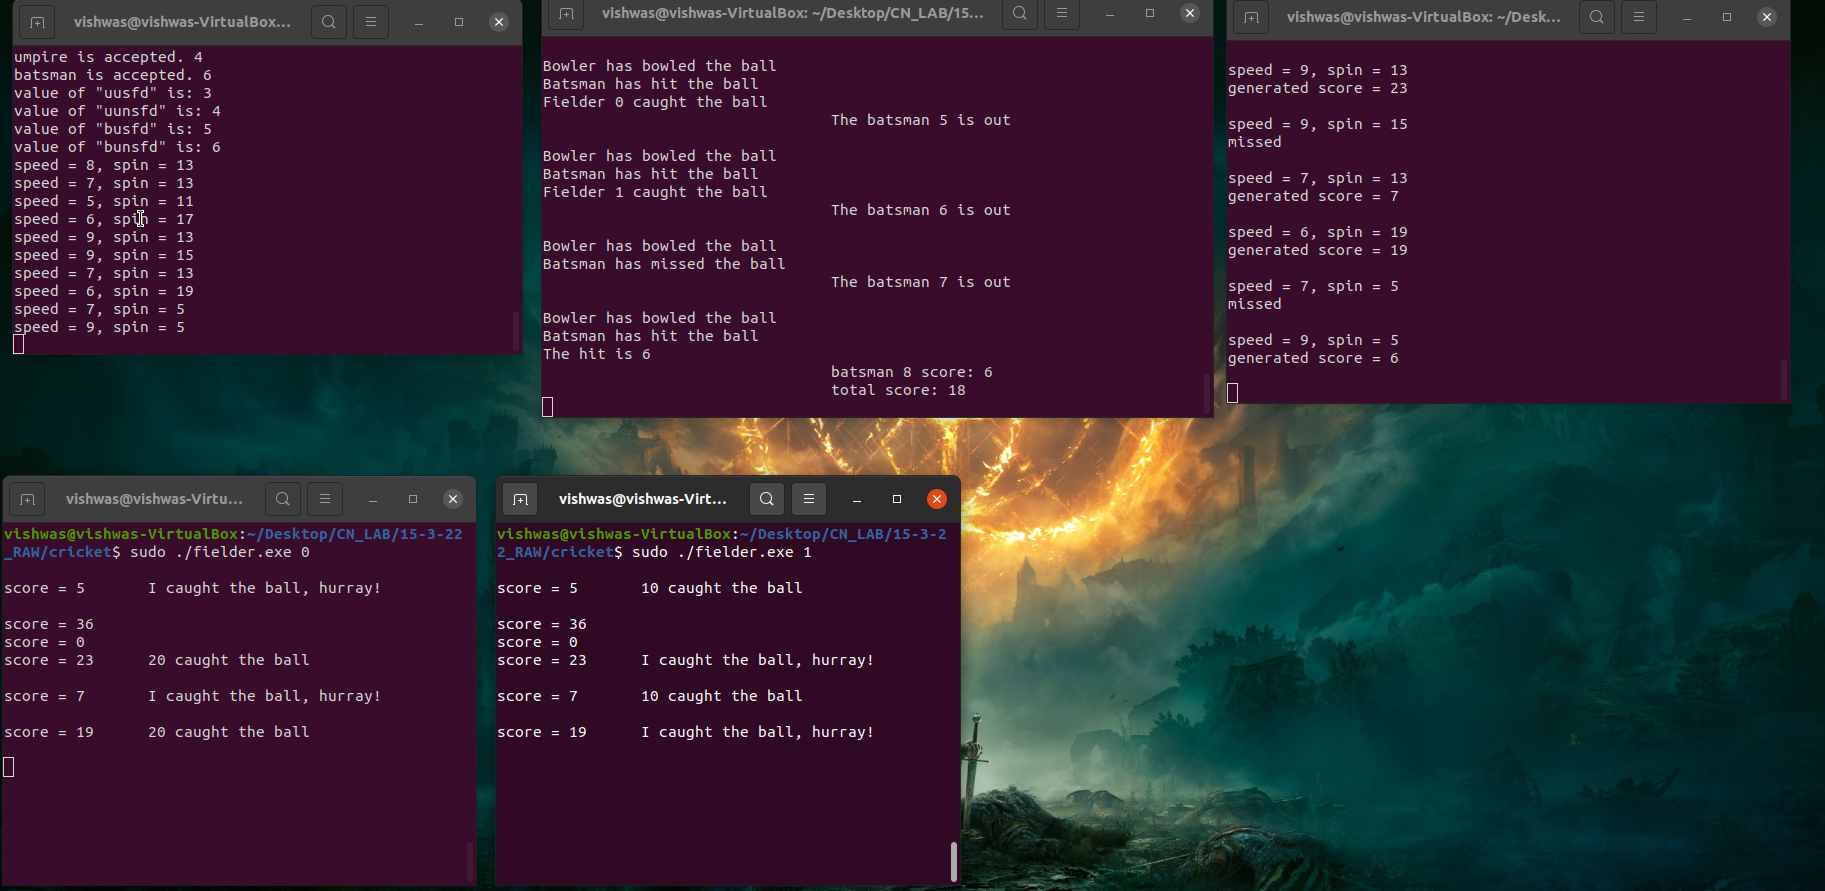 vishwas@vishwas-VirtualBox...
umpire is accepted. 4
batsman is accepted. 6
value of "uusfd" is: 3
value of "uunsfd" is: 4
value of "busfd" is: 5
value of "bunsfd" is: 6
speed = 8, spin = 13
speed = 7, spin = 13
speed = 5, spin = 11
speed = 6, spin = 17
speed = 9, spin = 13
speed = 9, spin = 15
speed = 7, spin = 13
speed = 6, spin = 19
speed = 7, spin = 5
speed = 9, spin = 5
vishwas@vishwas-VirtualBox: ~/Desktop/CN_LAB/15...
Bowler has bowled the ball
Batsman has hit the ball
Fielder 0 caught the ball
The batsman 5 is out
Bowler has bowled the ball
Batsman has hit the ball
Fielder 1 caught the ball
The batsman 6 is out
Bowler has bowled the ball
Batsman has missed the ball
The batsman 7 is out
Bowler has bowled the ball
Batsman has hit the ball
The hit is 6
batsman 8 score: 6
total score: 18
vishwas@vishwas-VirtualBox: ~/Desk...
speed = 9, spin = 13
generated score = 23
speed = 9, spin = 15
missed
speed = 7, spin = 13
generated score = 7
speed = 6, spin = 19
generated score = 19
speed = 7, spin = 5
missed
speed = 9, spin = 5
generated score = 6
vishwas@vishwas-Virtu...
vishwas@vishwas-VirtualBox:~/Desktop/CN_LAB/15-3-22
_RAW/cricket$ sudo ./fielder.exe 0
score = 5 I caught the ball, hurray!
score = 36
score = 0
score = 23 20 caught the ball
score = 7 I caught the ball, hurray!
score = 19 20 caught the ball
vishwas@vishwas-Virt...
vishwas@vishwas-VirtualBox:~/Desktop/CN_LAB/15-3-2
2_RAW/cricket$ sudo ./fielder.exe 1
score = 5 10 caught the ball
score = 36
score = 0
score = 23 I caught the ball, hurray!
score = 7 10 caught the ball
score = 19 I caught the ball, hurray!